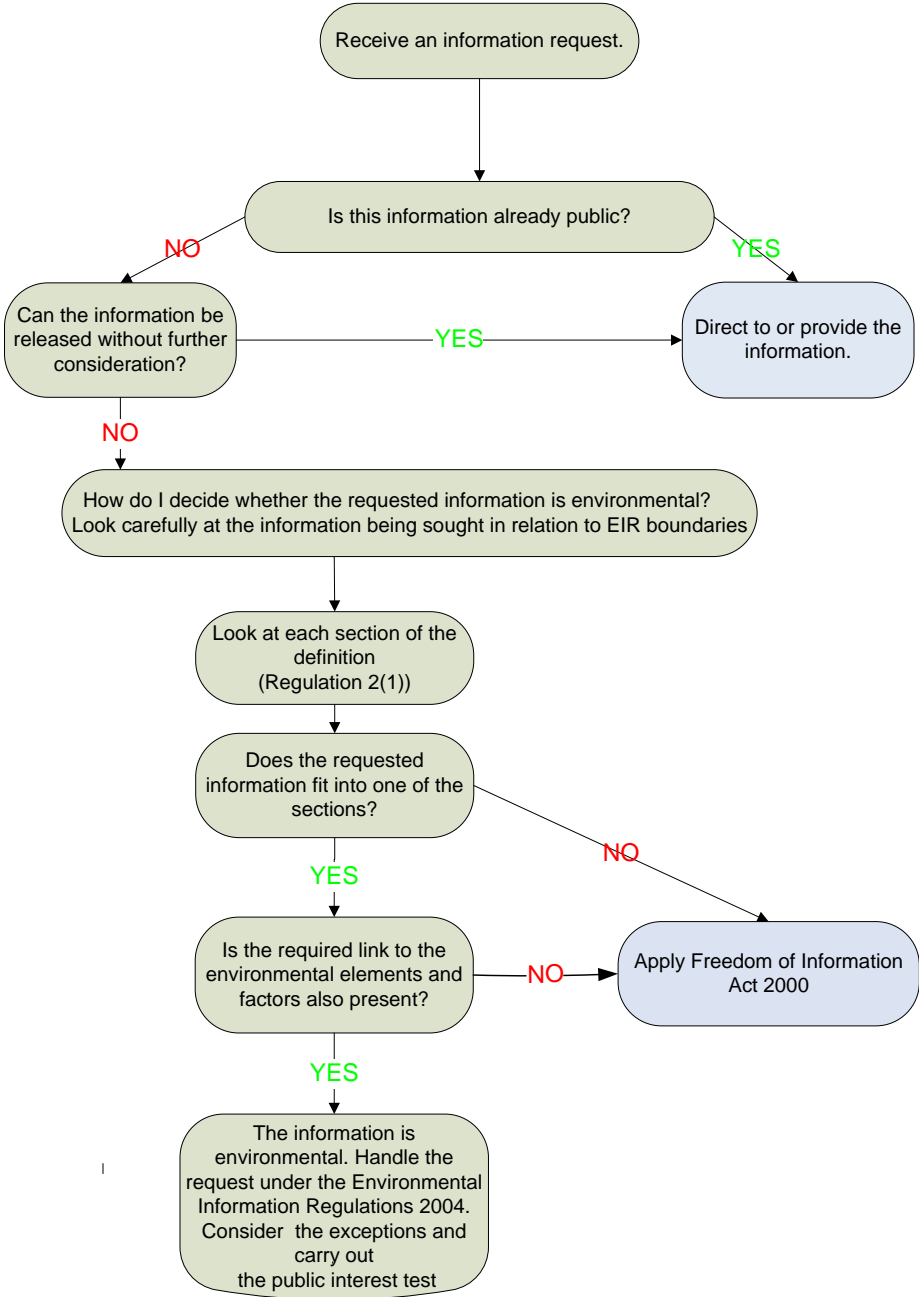 Receive an information request.
Is this information already public?
NO
YES
Can the information be
released without further
consideration?
YES
Direct to or provide the
information.
NO
How do I decide whether the requested information is environmental?
Look carefully at the information being sought in relation to EIR boundaries
Look at each section of the
definition
(Regulation 2(1))
Does the requested
information fit into one of the
sections?
NO
YES
Is the required link to the
environmental elements and
factors also present?
NO
Apply Freedom of Information
Act 2000
YES
The information is
environmental. Handle the
request under the Environmental
Information Regulations 2004.
Consider  the exceptions and
carry out
the public interest test